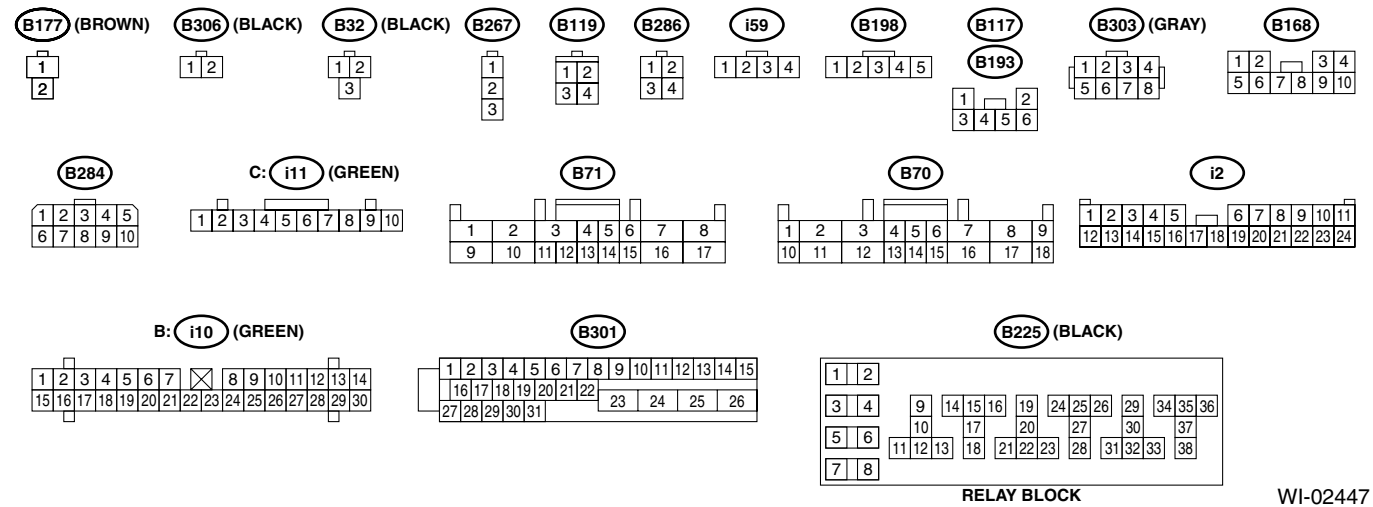 B177 (BROWN) B306 (BLACK) B32 (BLACK) B267 B119 B286 i59 B198 B117 B303 (GRAY) B168
B193
1
2
1 2
1 2
3
1
2
3
1 2
3 4
1 2
3 4
1 2 3 4
1 2 3 4 5
1 2
3 4 5 6
1 2 3 4
5 6 7 8
1 2 3 4
5 6 7 8 9 10
B284 C: i11 (GREEN) B71 B70 i2
1 2 3 4 5
6 7 8 9 10
1 2 3 4 5 6 7 8 9 10
1 2 3 4 5 6 7 8
9 10 11 12 13 14 15 16 17
1 2 3 4 5 6 7 8 9
10 11 12 13 14 15 16 17 18
1 2 3 4 5 6 7 8 9 10 11
12 13 14 15 16 17 18 19 20 21 22 23 24
B: i10 (GREEN) B301 B225 (BLACK)
1 2 3 4 5 6 7 8 9 10 11 12 13 14
15 16 17 18 19 20 21 22 23 24 25 26 27 28 29 30
1 2 3 4 5 6 7 8 9 10 11 12 13 14 15
16 17 18 19 20 21 22 23 24 25 26
27 28 29 30 31
1 2
3 4 9 14 15 16 19 24 25 26 29 34 35 36
10 17 20 27 30 37
5 6 11 12 13 18 21 22 23 28 31 32 33 38
7 8
RELAY BLOCK
WI-02447